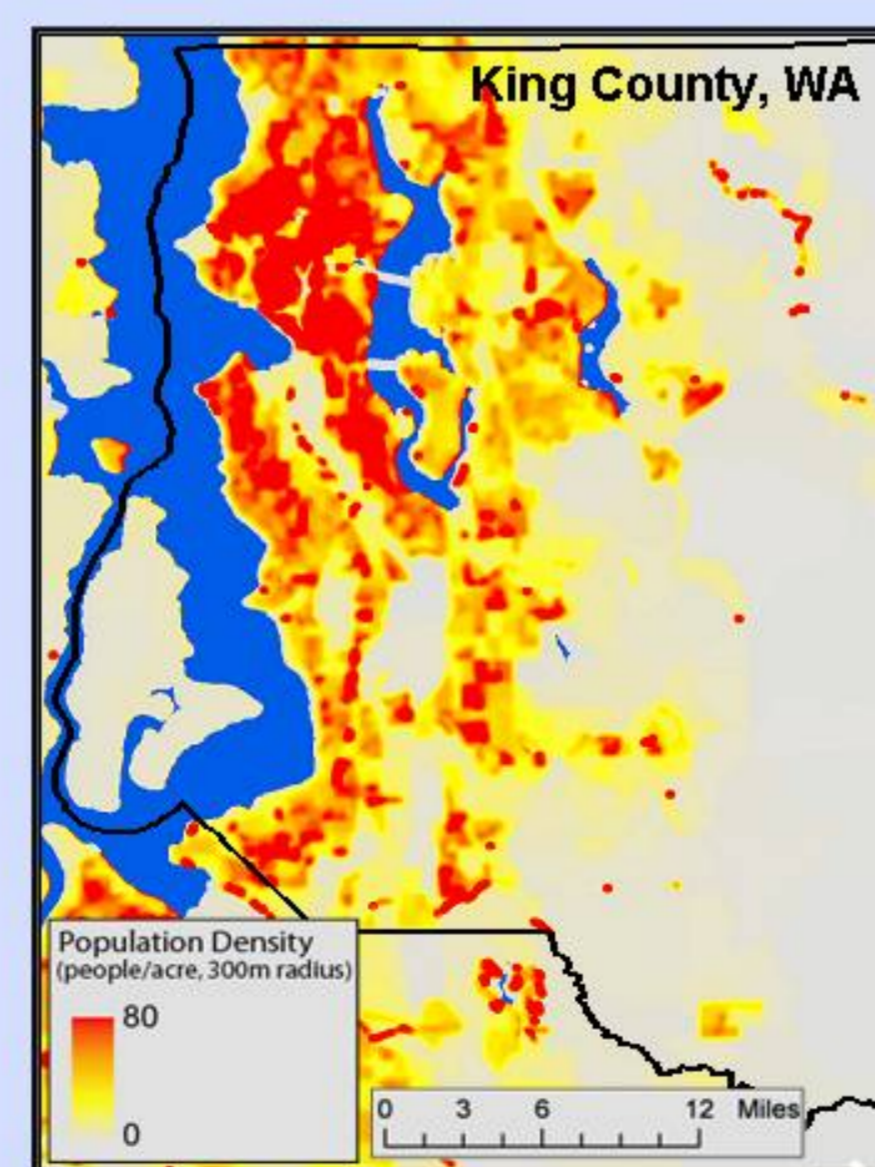 King County, WA
Population Density
(people/acre, 300m radius)
80
0
0 3 6 12 Miles